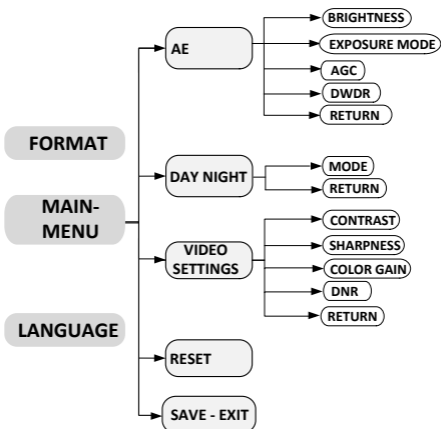 FORMAT
MAIN-
MENU
LANGUAGE
AE
BRIGHTNESS
EXPOSURE MODE
AGC
DWDR
RETURN
DAY NIGHT
MODE
RETURN
VIDEO
SETTINGS
CONTRAST
SHARPNESS
COLOR GAIN
DNR
RETURN
RESET
SAVE - EXIT